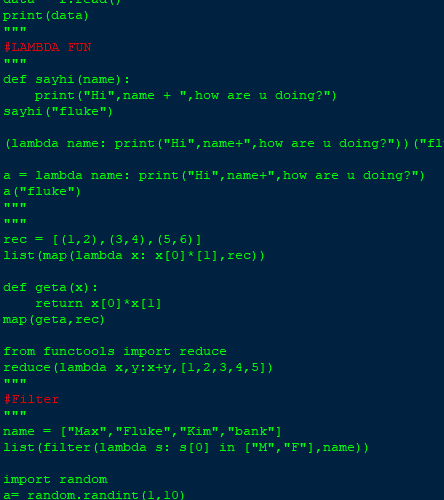 data = f.read()
print(data)
"""
#LAMBDA FUN
"""
def sayhi(name):
    print("Hi",name + ",how are u doing?")
sayhi("fluke")

(lambda name: print("Hi",name+",how are u doing?"))("fl

a = lambda name: print("Hi",name+",how are u doing?")
a("fluke")
"""
"""
rec = [(1,2),(3,4),(5,6)]
list(map(lambda x: x[0]*[1],rec))

def geta(x):
    return x[0]*x[1]
map(geta,rec)

from functools import reduce
reduce(lambda x,y:x+y,[1,2,3,4,5])
"""
#Filter
"""
name = ["Max","Fluke","Kim","bank"]
list(filter(lambda s: s[0] in ["M","F"],name))

import random
a= random.randint(1,10)